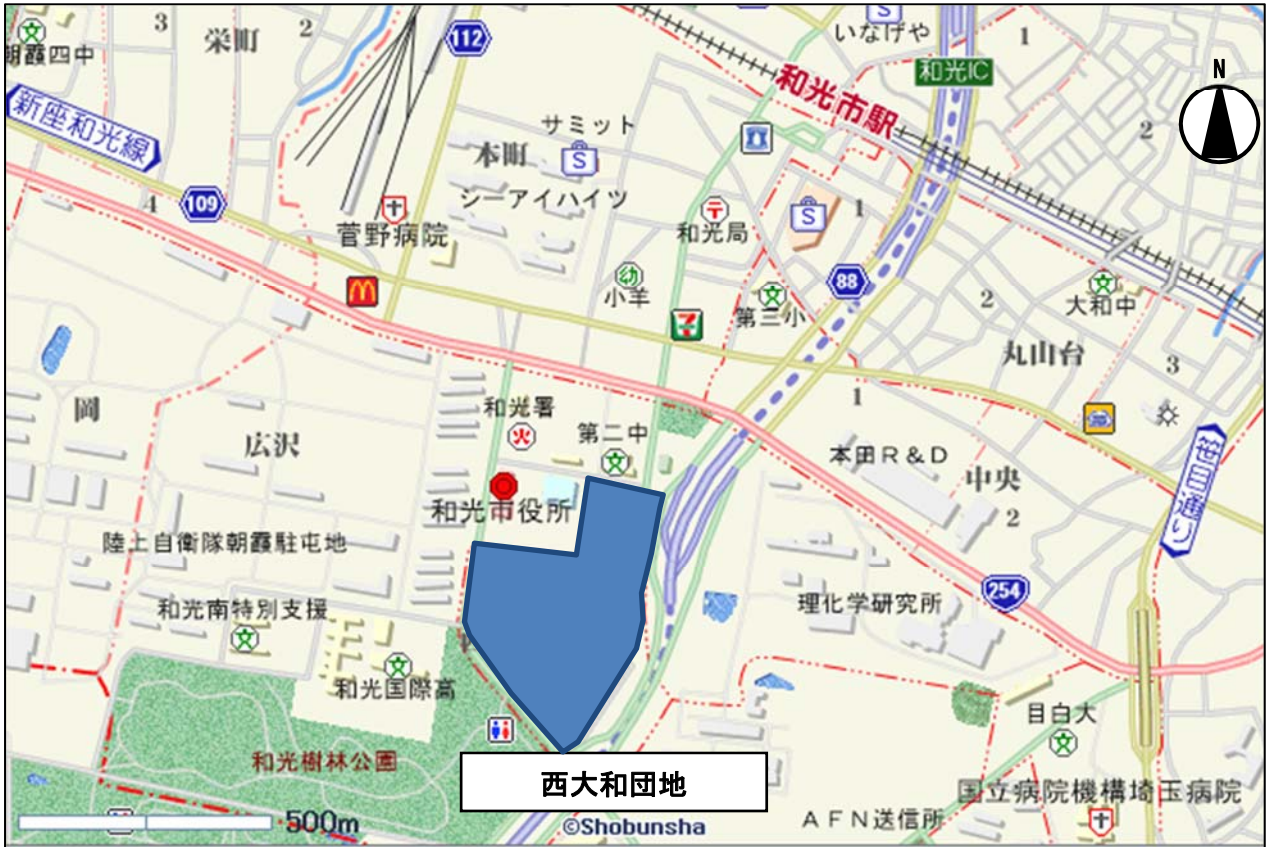 3
栄町
2
112
いなげや
1
朝霞四中
和光IC
N
新座和光線
和光市駅
サミット
本町
S
2
シーアイハイツ
4
109
菅野病院
和光局
S
1
小羊
88
第三小
2
大和中
丸山台
3
1
岡
広沢
和光署
第二中
本田R&D
中央
2
笹目通り
和光市役所
陸上自衛隊朝霞駐屯地
254
和光南特別支援
理化学研究所
和光国際高
目白大
和光樹林公園
西大和団地
国立病院機構埼玉病院
500m
©Shobunsha
AFN送信所